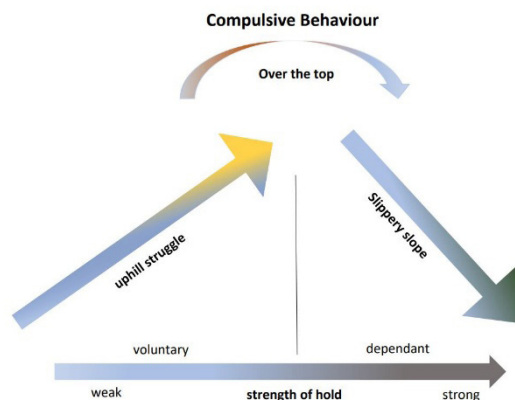 Compulsive Behaviour
Over the top
uphill struggle
Slippery slope
voluntary
dependant
weak
strength of hold
strong